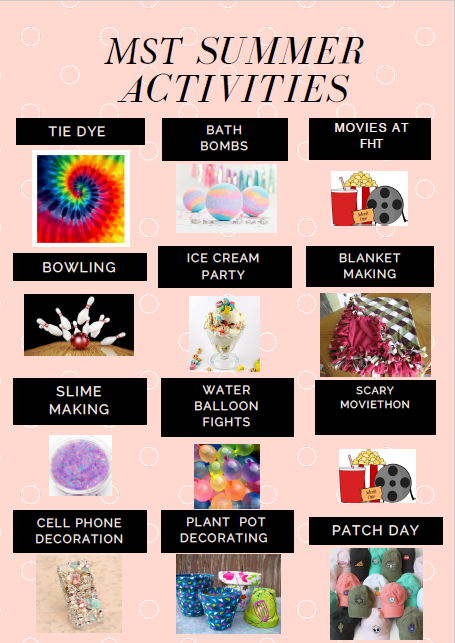 MST SUMMER
ACTIVITIES
TIE DYE
BATH
BOMBS
MOVIES AT
FHT
BOWLING
ICE CREAM
PARTY
BLANKET
MAKING
SLIME
MAKING
WATER
BALLOON
FIGHTS
SCARY
MOVIETHON
CELL PHONE
DECORATION
PLANT POT
DECORATING
PATCH DAY